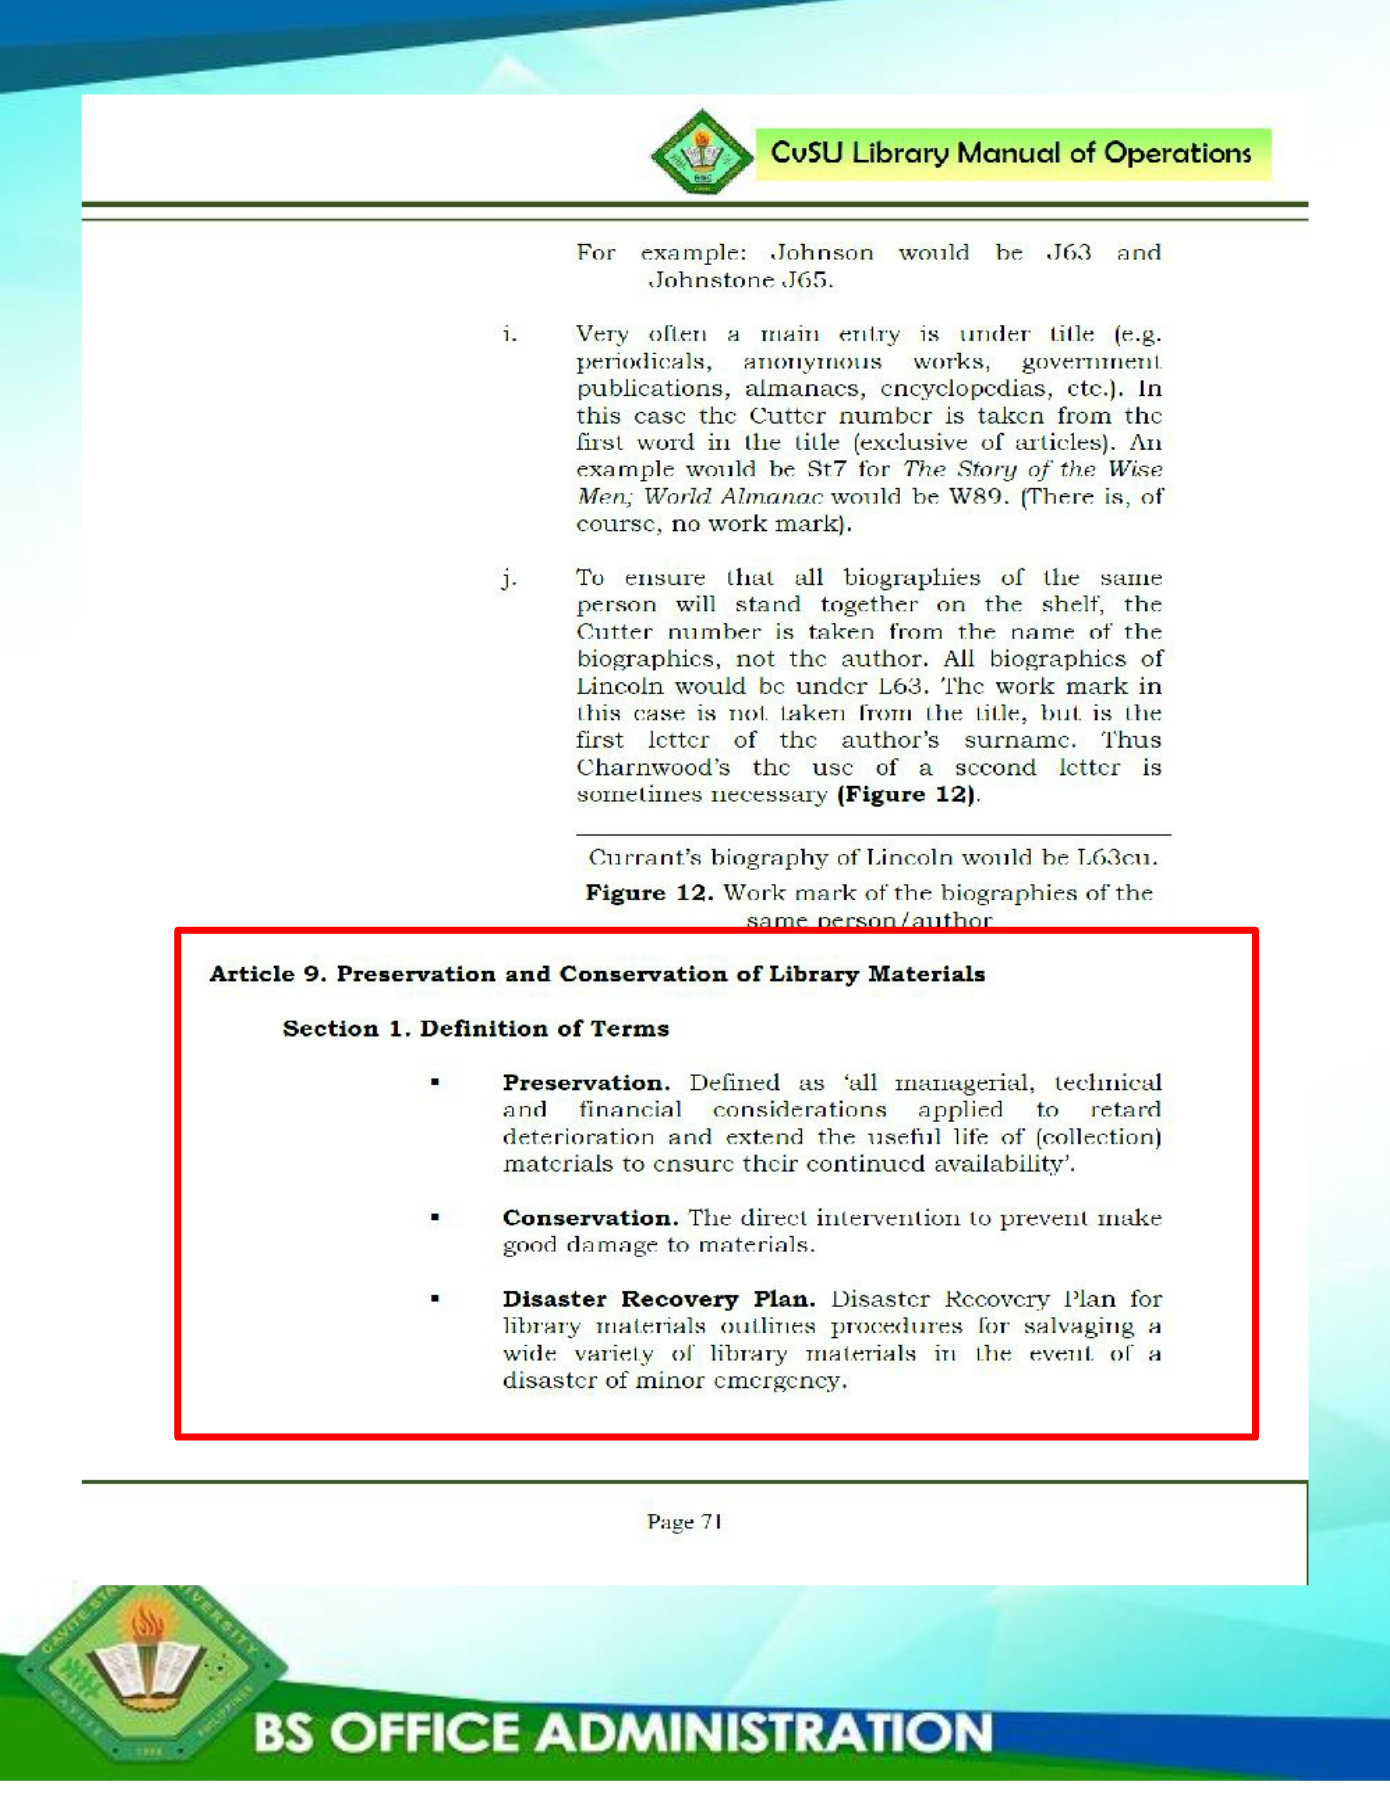 CvSU Library Manual of Operations
For example: Johnson would be J63 and
Johnstone J65.
i. Very often a main entry is under title (e.g.
periodicals, anonymous works, government
publications, almanacs, encyclopedias, etc.). In
this case the Cutter number is taken from the
first word in the title (exclusive of articles). An
example would be St7 for The Story of the Wise
Men; World Almanac would be W89. (There is, of
course, no work mark).
j. To ensure that all biographies of the same
person will stand together on the shelf, the
Cutter number is taken from the name of the
biographies, not the author. All biographies of
Lincoln would be under L63. The work mark in
this case is not taken from the title, but is the
first letter of the author's surname. Thus
Charnwood's the use of a second letter is
sometimes necessary (Figure 12).
Currant's biography of Lincoln would be L63cu.
Figure 12. Work mark of the biographies of the
same person/author
Article 9. Preservation and Conservation of Library Materials
Section 1. Definition of Terms
▪ Preservation. Defined as 'all managerial, technical
and financial considerations applied to retard
deterioration and extend the useful life of (collection)
materials to ensure their continued availability'.
▪ Conservation. The direct intervention to prevent make
good damage to materials.
▪ Disaster Recovery Plan. Disaster Recovery Plan for
library materials outlines procedures for salvaging a
wide variety of library materials in the event of a
disaster of minor emergency.
Page 71
CAVITE STATE UNIVERSITY
CAVITE
PHILIPPINES
BS OFFICE ADMINISTRATION